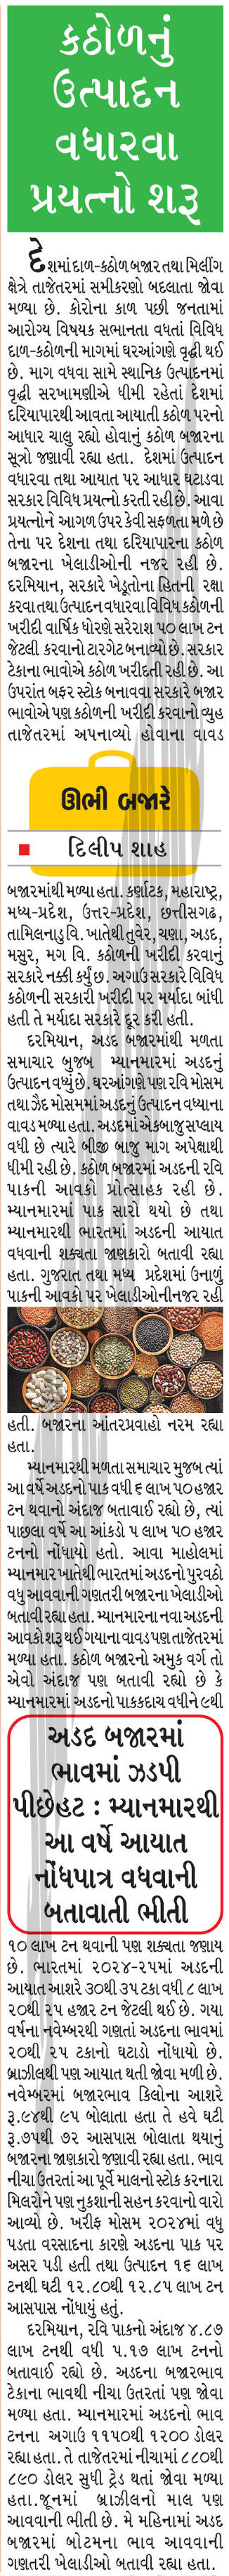 કઠોળનું
ઉત્પાદન
વધારવા
પ્રયત્નો શરૂ
દેશમાં દાળ-કઠોળ બજાર તથા મિલીંગ
ક્ષેત્રે તાજેતરમાં સમીકરણો બદલાતા જોવા
મળ્યા છે. કોરોના કાળ પછી જનતામાં
આરોગ્ય વિષયક સભાનતા વધતાં વિવિધ
દાળ-કઠોળની માગમાં ઘરઆંગણે વૃદ્ધી થઈ
છે. માગ વધવા સામે સ્થાનિક ઉત્પાદનમાં
વૃદ્ધી સરખામણીએ ધીમી રહેતાં દેશમાં
દરિયાપારથી આવતા આયાતી કઠોળ પરનો
આધાર ચાલુ રહ્યો હોવાનું કઠોળ બજારના
સૂત્રો જણાવી રહ્યા હતા. દેશમાં ઉત્પાદન
વધારવા તથા આયાત પર આધાર ઘટાડવા
સરકાર વિવિધ પ્રયત્નો કરતી રહી છે. આવા
પ્રયત્નોને આગળ ઉપર કેવી સફળતા મળે છે
તેના પર દેશના તથા દરિયાપારના કઠોળ
બજારના ખેલાડીઓની નજર રહી છે.
દરમિયાન, સરકારે ખેડૂતોના હિતની રક્ષા
કરવા તથા ઉત્પાદન વધારવા વિવિધ કઠોળની
ખરીદી વાર્ષિક ધોરણે સરેરાશ ૫૦ લાખ ટન
જેટલી કરવાનો ટારગેટ બનાવ્યો છે. સરકાર
ટેકાના ભાવોએ કઠોળ ખરીદતી રહી છે. આ
ઉપરાંત બફર સ્ટોક બનાવવા સરકારે બજાર
ભાવોએ પણ કઠોળની ખરીદી કરવાનો વ્યુહ
તાજેતરમાં અપનાવ્યો હોવાના વાવડ
ઊભી બજારે
દિલીપ શાહ
બજારમાંથી મળ્યા હતા. કર્ણાટક, મહારાષ્ટ્ર,
મધ્ય-પ્રદેશ, ઉત્તર-પ્રદેશ, છત્તીસગઢ,
તામિલનાડુ વિ. ખાતેથી તુવેર, ચણા, અડદ,
મસુર, મગ વિ. કઠોળની ખરીદી કરવાનું
સરકારે નક્કી કર્યું છે. અગાઉ સરકારે વિવિધ
કઠોળની સરકારી ખરીદી પર મર્યાદા બાંધી
હતી તે મર્યાદા સરકારે દૂર કરી હતી.
દરમિયાન, અડદ બજારમાંથી મળતા
સમાચાર બુજબ મ્યાનમારમાં અડદનું
ઉત્પાદન વધ્યું છે. ઘરઆંગણે પણ રવિ મોસમ
તથા ઝૈદ મોસમમાં અડદનું ઉત્પાદન વધ્યાના
વાવડ મળ્યા હતા. અડદમાં એકબાજુ સપ્લાય
વધી છે ત્યારે બીજી બાજુ માગ અપેક્ષાથી
ધીમી રહી છે. કઠોળ બજારમાં અડદની રવિ
પાકની આવકો પ્રોત્સાહક રહી છે.
મ્યાનમારમાં પાક સારો થયો છે તથા
મ્યાનમારથી ભારતમાં અડદની આયાત
વધવાની શક્યતા જાણકારો બતાવી રહ્યા
હતા. ગુજરાત તથા મધ્ય પ્રદેશમાં ઉનાળું
પાકની આવકો પર ખેલાડીઓની નજર રહી
હતી. બજારના આંતરપ્રવાહો નરમ રહ્યા
હતા.
મ્યાનમારથી મળતા સમાચાર મુજબ ત્યાં
આ વર્ષે અડદનો પાક વધી ૬ લાખ ૫૦ હજાર
ટન થવાનો અંદાજ બતાવાઈ રહ્યો છે, ત્યાં
પાછલા વર્ષે આ આંકડો ૫ લાખ ૫૦ હજાર
ટનનો નોંધાયો હતો. આવા માહોલમાં
મ્યાનમાર ખાતેથી ભારતમાં અડદનો પુરવઠો
વધુ આવવાની ગણતરી બજારના ખેલાડીઓ
બતાવી રહ્યા હતા. મ્યાનમારના નવા અડદની
આવકો શરૂ થઈ ગયાના વાવડ પણ તાજેતરમાં
મળ્યા હતા. કઠોળ બજારનો અમુક વર્ગ તો
એવો અંદાજ પણ બતાવી રહ્યો છે કે
મ્યાનમારમાં અડદનો પાક કદાચ વધીને ૯થી
અડદ બજારમાં
ભાવમાં ઝડપી
પીછેહટ : મ્યાનમારથી
આ વર્ષે આયાત
નોંધપાત્ર વધવાની
બતાવાતી ભીતી
૧૦ લાખ ટન થવાની પણ શક્યતા જણાય
છે. ભારતમાં ૨૦૨૪-૨૫માં અડદની
આયાત આશરે ૩૦થી ૩૫ ટકા વધી ૮ લાખ
૨૦થી ૨૫ હજાર ટન જેટલી થઈ છે. ગયા
વર્ષના નવેમ્બરથી ગણતાં અડદના ભાવમાં
૨૦થી ૨૫ ટકાનો ઘટાડો નોંધાયો છે.
બ્રાઝીલથી પણ આયાત થતી જોવા મળી છે.
નવેમ્બરમાં બજારભાવ કિલોના આશરે
રૂ.૯૪થી ૯૫ બોલાતા હતા તે હવે ઘટી
રૂ.૭૫થી ૭૨ આસપાસ બોલાતા થયાનું
બજારના જાણકારો જણાવી રહ્યા હતા. ભાવ
નીચા ઉતરતાં આ પૂર્વે માલનો સ્ટોક કરનારા
મિલરોને પણ નુકશાની સહન કરવાનો વારો
આવ્યો છે. ખરીફ મોસમ ૨૦૨૪માં વધુ
પડતા વરસાદના કારણે અડદના પાક પર
અસર પડી હતી તથા ઉત્પાદન ૧૬ લાખ
ટનથી ઘટી ૧૨.૮૦થી ૧૨.૮૫ લાખ ટન
આસપાસ નોંધાયું હતું.
દરમિયાન, રવિ પાકનો અંદાજ ૪.૮૭
લાખ ટનથી વધી ૫.૧૭ લાખ ટનનો
બતાવાઈ રહ્યો છે. અડદના બજારભાવ
ટેકાના ભાવથી નીચા ઉતરતાં પણ જોવા
મળ્યા હતા. મ્યાનમારમાં અડદનો ભાવ
ટનના અગાઉ ૧૧૫૦થી ૧૨૦૦ ડોલર
રહ્યા હતા. તે તાજેતરમાં નીચામાં ૮૮૦થી
૮૯૦ ડોલર સુધી ટ્રેડ થતાં જોવા મળ્યા
હતા. જૂનમાં બ્રાઝીલનો માલ પણ
આવવાની ભીતી છે. મે મહિનામાં અડદ
બજારમાં બોટમના ભાવ આવવાની
ગણતરી ખેલાડીઓ બતાવી રહ્યા હતા.